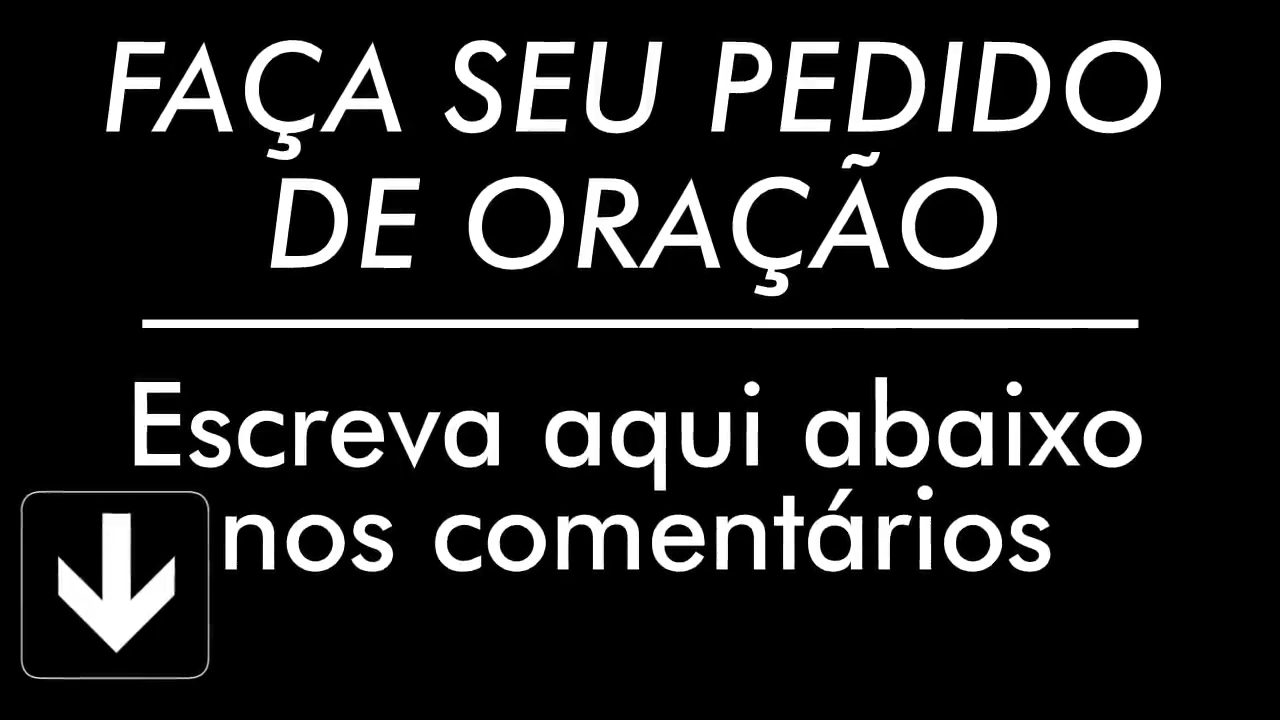 FAÇA SEU PEDIDO
DE ORAÇÃO
Escreva aqui abaixo
nos comentários